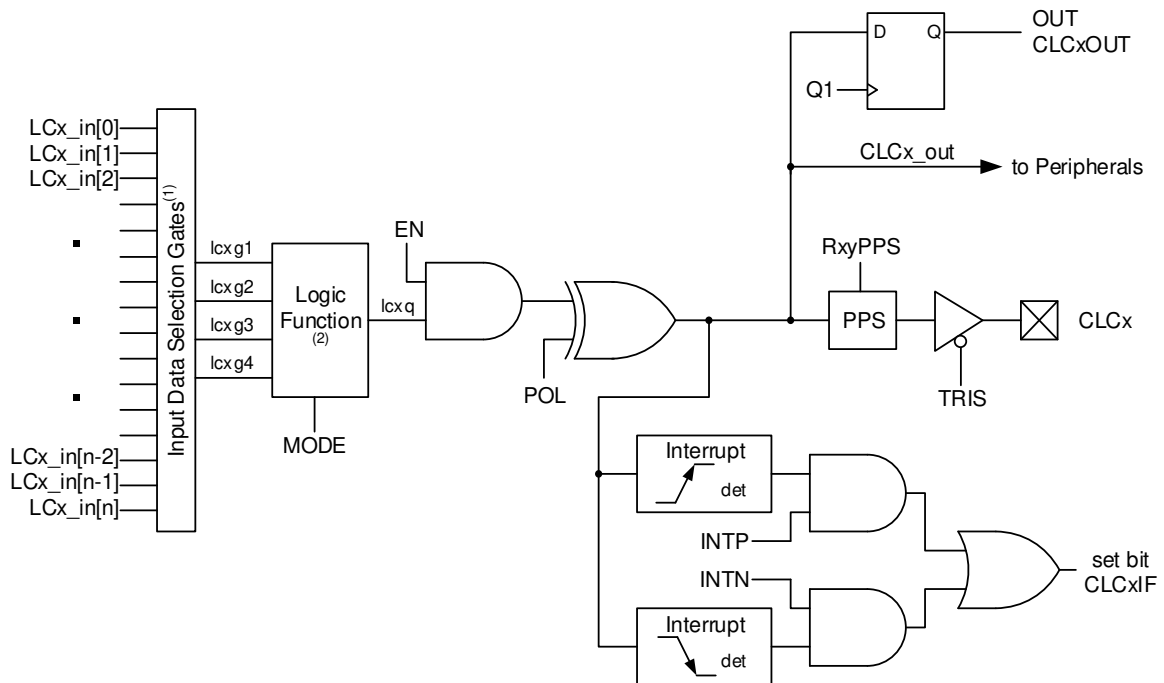 OUT
CLCxOUT
D
Q
Q1
LCx_in[0]
LCx_in[1]
LCx_in[2]
CLCx_out
to Peripherals
Input Data Selection Gates(1)
lcxg1
lcxg2
lcxg3
lcxg4
EN
RxyPPS
Logic
Function
(2)
lcxq
PPS
CLCx
POL
TRIS
MODE
LCx_in[n-2]
LCx_in[n-1]
LCx_in[n]
Interrupt
det
INTP
INTN
set bit
CLCxIF
Interrupt
det